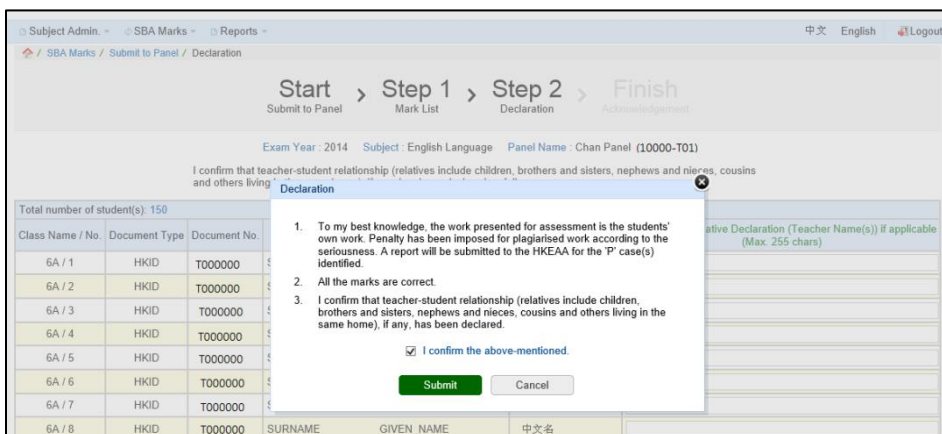 Subject Admin. SBA Marks Reports 中文 English Logout
/ SBA Marks / Submit to Panel / Declaration
Start > Step 1 > Step 2 > Finish
Submit to Panel Mark List Declaration Acknowledgement
Exam Year : 2014 Subject : English Language Panel Name : Chan Panel (10000-T01)
I confirm that teacher-student relationship (relatives include children, brothers and sisters, nephews and nieces, cousins
and others living
Declaration
Total number of student(s): 150
Class Name / No. Document Type Document No. ative Declaration (Teacher Name(s)) if applicable
(Max. 255 chars)
1. To my best knowledge, the work presented for assessment is the students'
own work. Penalty has been imposed for plagiarised work according to the
seriousness. A report will be submitted to the HKEAA for the 'P' case(s)
identified.
2. All the marks are correct.
3. I confirm that teacher-student relationship (relatives include children,
brothers and sisters, nephews and nieces, cousins and others living in the
same home), if any, has been declared.
I confirm the above-mentioned.
Submit Cancel
6A / 1 HKID T000000
6A / 2 HKID T000000
6A / 3 HKID T000000
6A / 4 HKID T000000
6A / 5 HKID T000000
6A / 6 HKID T000000
6A / 7 HKID T000000
6A / 8 HKID T000000 SURNAME GIVEN_NAME 中文名